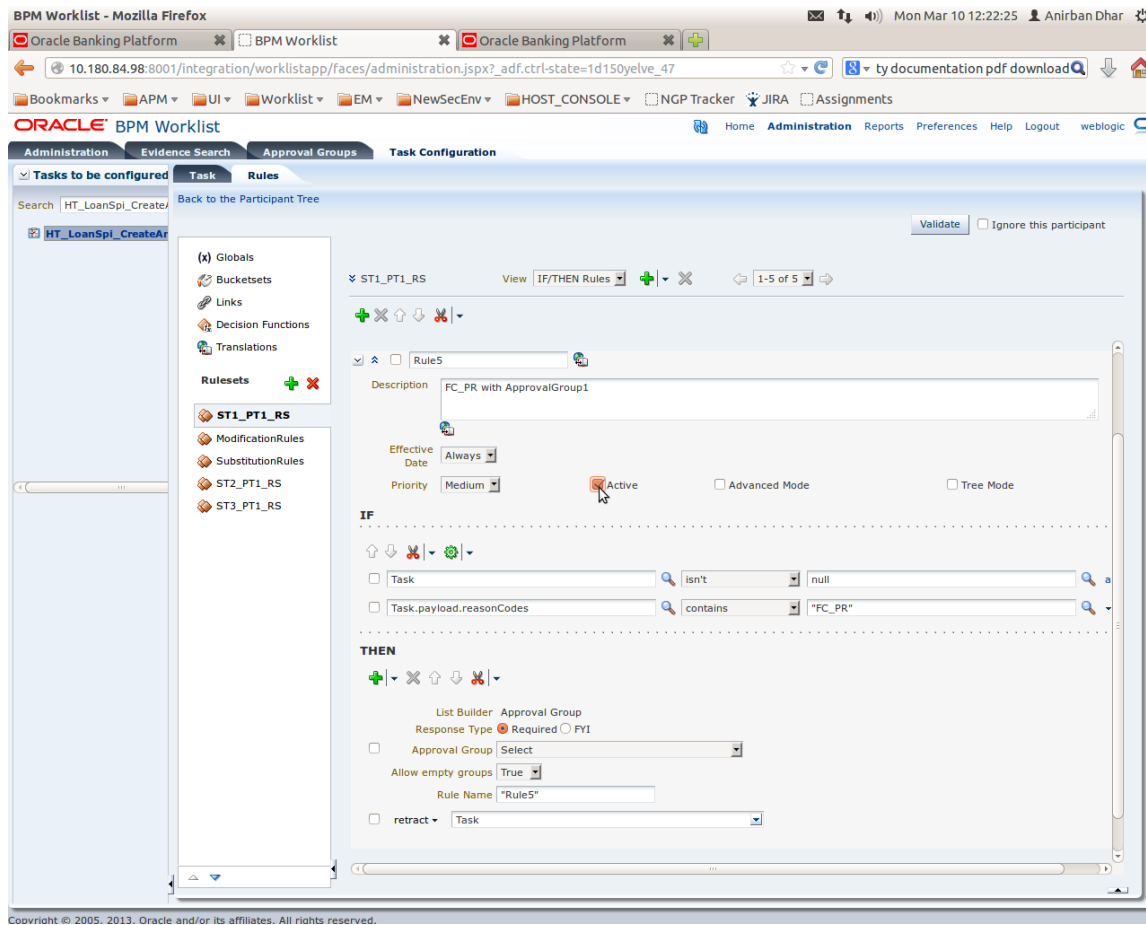 BPM Worklist - Mozilla Firefox
Mon Mar 10 12:22:25 Anirban Dhar
Oracle Banking Platform
BPM Worklist
Oracle Banking Platform
10.180.84.98:8001/integration/worklistapp/faces/administration.jspx?_adf.ctrl-state=1d150yelve_47
ty documentation pdf download
Bookmarks APM UI Worklist EM NewSecEnv HOST_CONSOLE NGP Tracker JIRA Assignments
ORACLE BPM Worklist
Home Administration Reports Preferences Help Logout weblogic
Administration Evidence Search Approval Groups Task Configuration
Tasks to be configured
Task Rules
Search HT_LoanSpi_CreateA
Back to the Participant Tree
HT_LoanSpi_CreateAr
Validate Ignore this participant
(x) Globals
Bucketsets
Links
Decision Functions
Translations
Rulesets
ST1_PT1_RS
ModificationRules
SubstitutionRules
ST2_PT1_RS
ST3_PT1_RS
ST1_PT1_RS View IF/THEN Rules 1-5 of 5
Rule5
Description FC_PR with ApprovalGroup1
Effective Date Always
Priority Medium Active Advanced Mode Tree Mode
IF
Task isn't null a
Task.payload.reasonCodes contains "FC_PR"
THEN
List Builder Approval Group
Response Type Required FYI
Approval Group Select
Allow empty groups True
Rule Name "Rule5"
retract Task
Copyright © 2005, 2013, Oracle and/or its affiliates. All rights reserved.